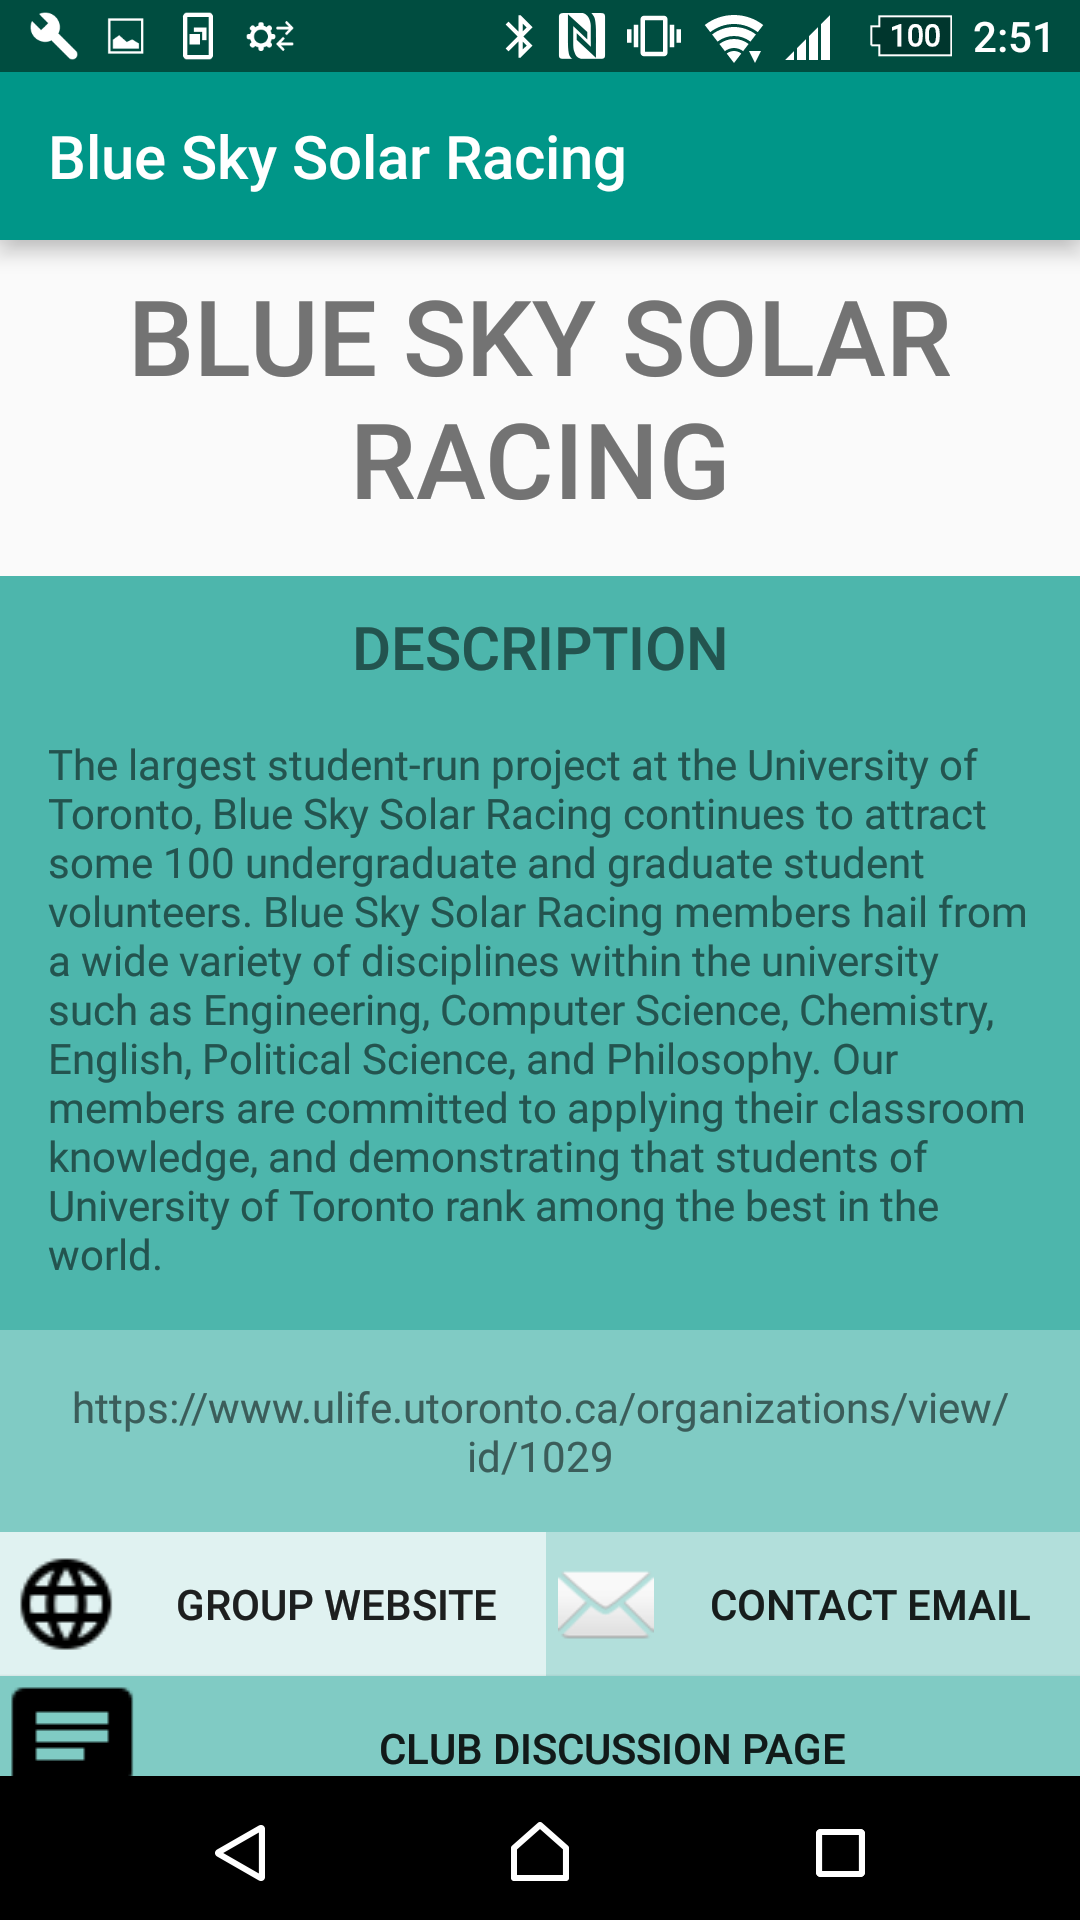 100 2:51
Blue Sky Solar Racing
BLUE SKY SOLAR
RACING
DESCRIPTION
The largest student-run project at the University of
Toronto, Blue Sky Solar Racing continues to attract
some 100 undergraduate and graduate student
volunteers. Blue Sky Solar Racing members hail from
a wide variety of disciplines within the university
such as Engineering, Computer Science, Chemistry,
English, Political Science, and Philosophy. Our
members are committed to applying their classroom
knowledge, and demonstrating that students of
University of Toronto rank among the best in the
world.
https://www.ulife.utoronto.ca/organizations/view/
id/1029
GROUP WEBSITE CONTACT EMAIL
CLUB DISCUSSION PAGE